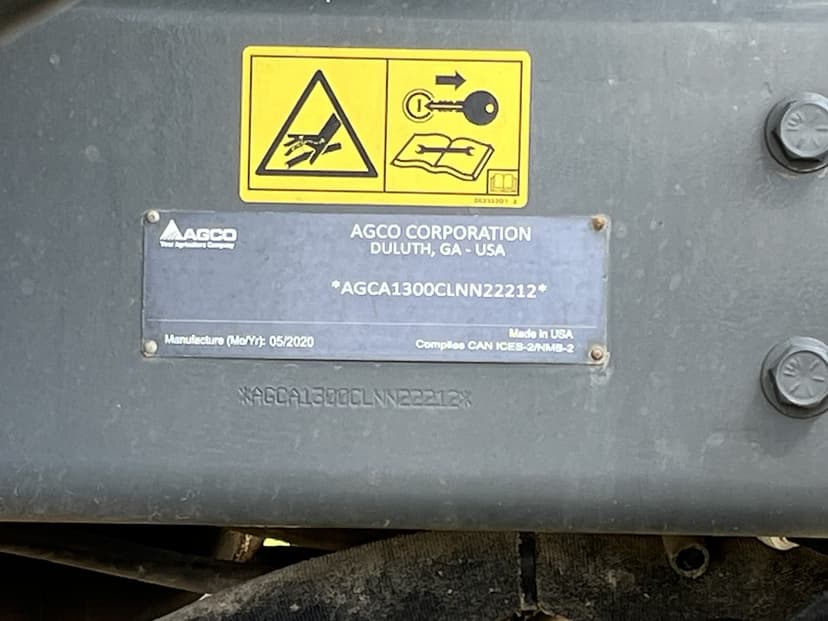 AGCO
Your Agriculture Company
AGCO CORPORATION
DULUTH, GA - USA
*AGCA1300CLNN22212*
Manufacture (Mo/Yr): 05/2020
Made in USA
Complies CAN ICES-2/NMB-2
*AGCA1300CLNN22212*